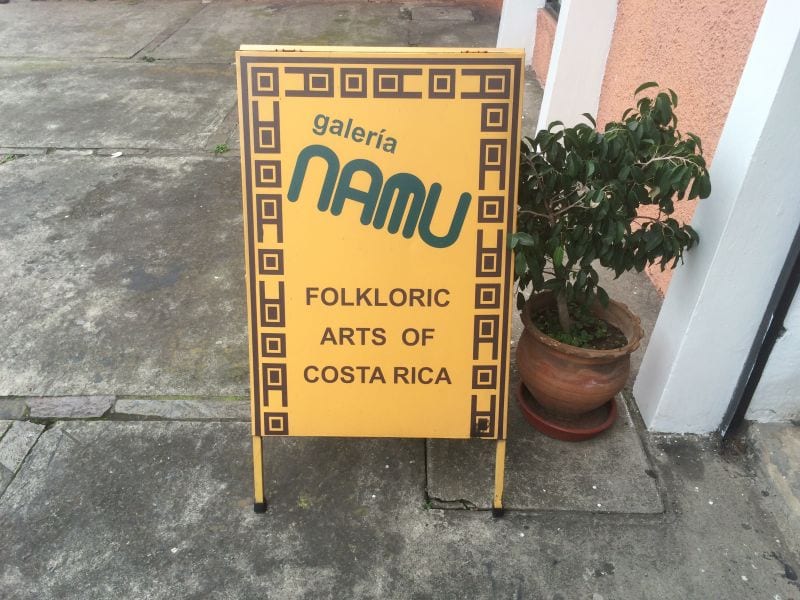 galería
NAMU
FOLKLORIC
ARTS OF
COSTA RICA